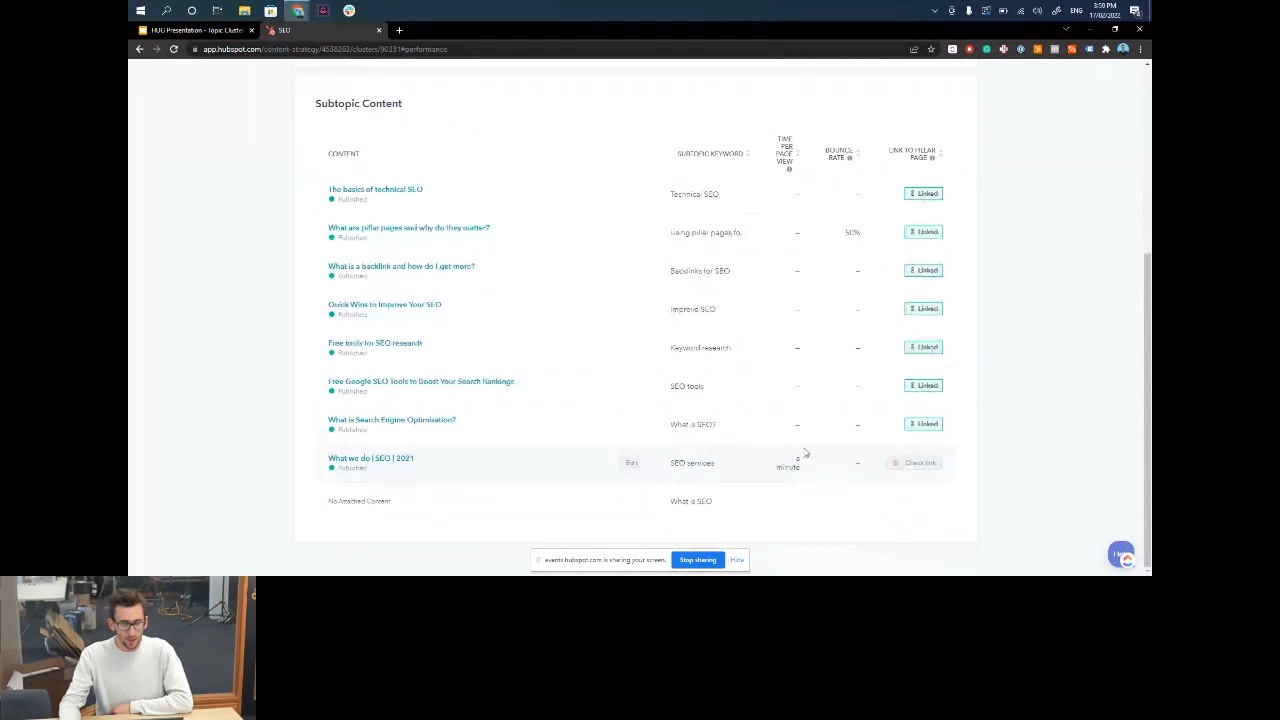 3:59 PM
ENG
17/02/2022
HUG Presentation - Topic Cluste
SEO
app.hubspot.com/content-strategy/4538263/clusters/90331#performance
Subtopic Content
CONTENT
SUBTOPIC KEYWORD
TIME PER PAGE VIEW
BOUNCE RATE
LINK TO PILLAR PAGE
The basics of technical SEO
Published
Technical SEO
–
–
Linked
What are pillar pages and why do they matter?
Published
using pillar pages fo...
–
50%
Linked
What is a backlink and how do I get more?
Published
Backlinks for SEO
–
–
Linked
Quick Wins to Improve Your SEO
Published
Improve SEO
–
–
Linked
Free tools for SEO research
Published
Keyword research
–
–
Linked
Free Google SEO Tools to Boost Your Search Rankings
Published
SEO tools
–
–
Linked
What is Search Engine Optimisation?
Published
What is SEO?
–
–
Linked
What we do | SEO | 2021
Published
Edit
SEO services
a minute
–
Check link
No Attached Content
What is SEO
events.hubspot.com is sharing your screen.
Stop sharing
Hide